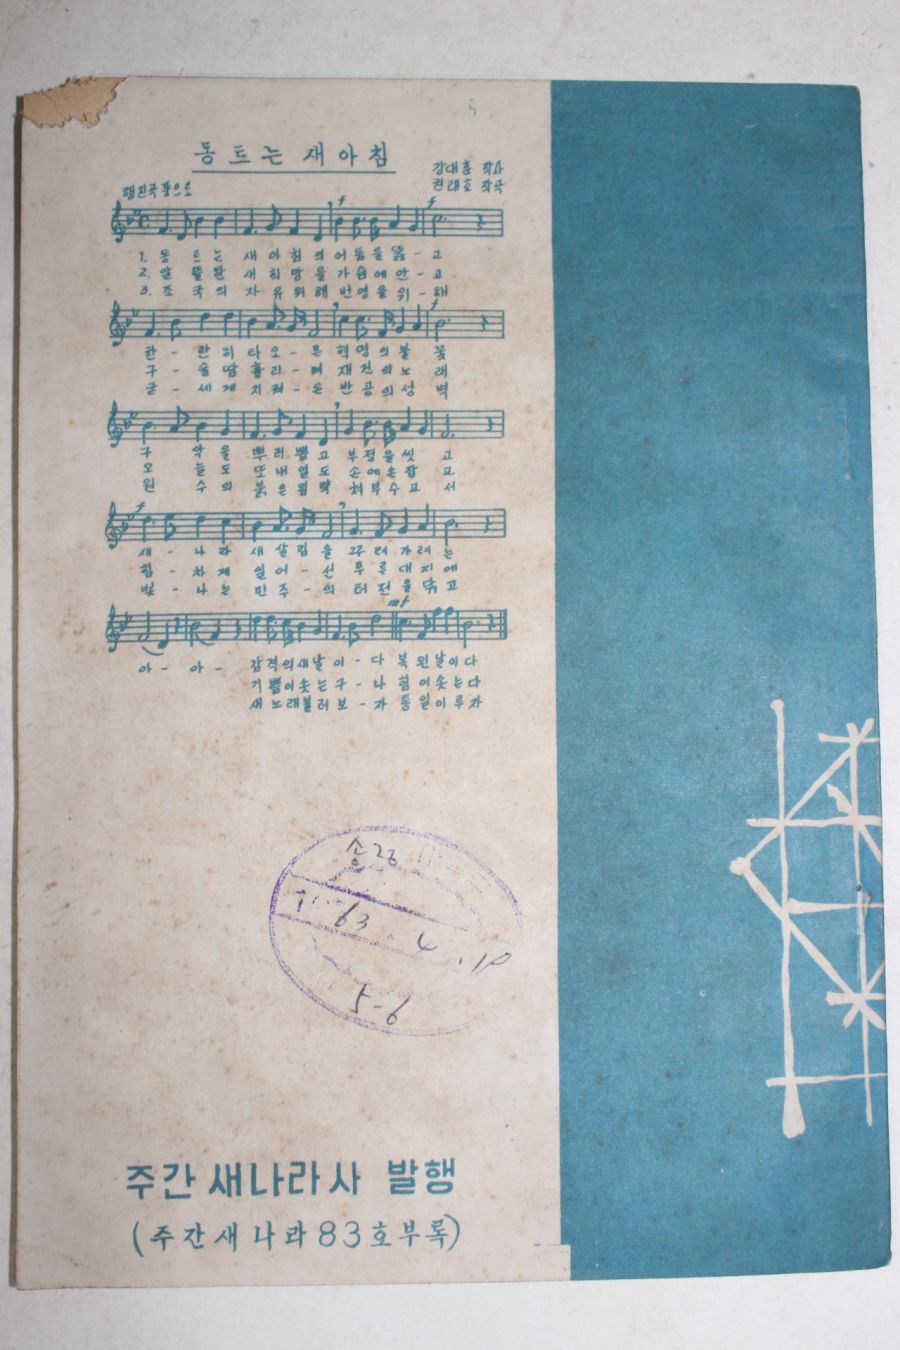 동트는 새아침
강대훈 작사
권태호 작곡
행진곡풍으로
1. 동 트는 새아침의어둠을뚫-고
2. 알 뜰한 새희망을가슴에안-고
3. 조 국의 자유위해번영을위-해
찬-란히타오-른 혁명의불꽃
구-슬땀흘리-며 재건의노래
굳-세게지켜-온 반공의성벽
구 악을뿌리뽑고 부정을씻고
오 늘도또내일도 손에손잡고
원 수의붉은침략 쳐부수고서
새-나라새살림을꾸려가려는
힘-차게일어-선푸른대지에
빛-나는민주-의터전을닦고
mf
아- 아- 감격의새날이-다 복된날이다
기쁨이솟는구-나 힘이솟는다
새노래불러보-자 통일이루자
63.4.10
5-6
주간 새나라사 발행
(주간새나라83호부록)